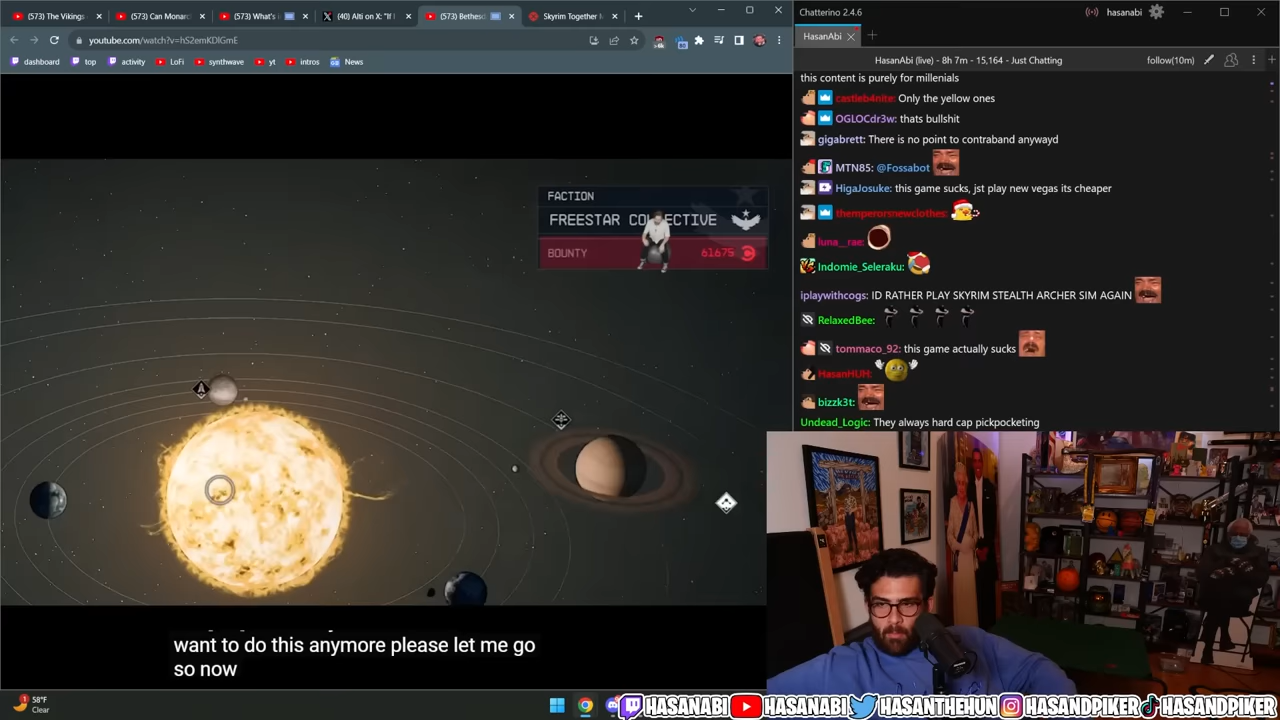 (573) The Vikings
(573) Can Monarc
(573) What's i
(40) Alti on X: "If I
(573) Bethesd
Skyrim Together
youtube.com/watch?v=hS2emKDlGmE
dashboard
top
activity
LoFi
synthwave
yt
intros
News
FACTION
FREESTAR COLLECTIVE
BOUNTY 61675
want to do this anymore please let me go
so now
58°F
Clear
Chatterino 2.4.6
hasanabi
HasanAbi
HasanAbi (live) - 8h 7m - 15,164 - Just Chatting
follow(10m)
this content is purely for millenials
castleb4nite: Only the yellow ones
OGLOCdr3w: thats bullshit
gigabrett: There is no point to contraband anywayd
MTN85: @Fossabot
HigaJosuke: this game sucks, jst play new vegas its cheaper
themperorsnewclothes:
luna__rae:
Indomie_Seleraku:
iplaywithcogs: ID RATHER PLAY SKYRIM STEALTH ARCHER SIM AGAIN
RelaxedBee:
tommaco_92: this game actually sucks
HasanHUH:
bizzk3t:
Undead_Logic: They always hard cap pickpocketing
HASANABI
HASANABI
HASANTHEHUN
HASANDPIKER
HASANDPIKER